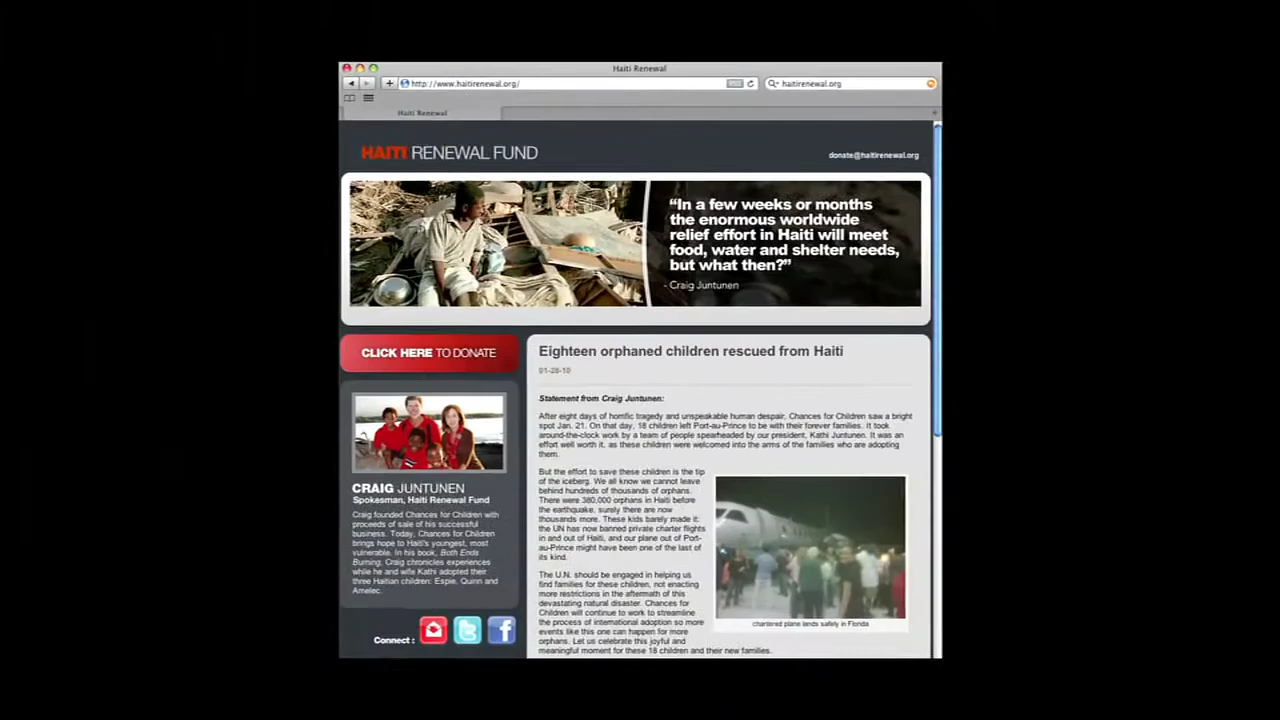 Haiti Renewal
http://www.haitirenewal.org/
haitirenewal.org
Haiti Renewal
HAITI RENEWAL FUND
donate@haitirenewal.org
“In a few weeks or months
the enormous worldwide
relief effort in Haiti will meet
food, water and shelter needs,
but what then?”
- Craig Juntunen
CLICK HERE TO DONATE
CRAIG JUNTUNEN
Spokesman, Haiti Renewal Fund
Craig founded Chances for Children with
proceeds of sale of his successful
business. Today, Chances for Children
brings hope to Haiti's youngest, most
vulnerable. In his book, Both Ends
Burning, Craig chronicles experiences
while he and wife Kathi adopted their
three Haitian children: Espie, Quinn and
Amelec.
Connect :
Eighteen orphaned children rescued from Haiti
01-28-10
Statement from Craig Juntunen:
After eight days of horrific tragedy and unspeakable human despair, Chances for Children saw a bright
spot Jan. 21. On that day, 18 children left Port-au-Prince to be with their forever families. It took
around-the-clock work by a team of people spearheaded by our president, Kathi Juntunen. It was an
effort well worth it, as these children were welcomed into the arms of the families who are adopting
them.
But the effort to save these children is the tip
of the iceberg. We all know we cannot leave
behind hundreds of thousands of orphans.
There were 380,000 orphans in Haiti before
the earthquake, surely there are now
thousands more. These kids barely made it:
the UN has now banned private charter flights
in and out of Haiti, and our plane out of Port-
au-Prince might have been one of the last of
its kind.
The U.N. should be engaged in helping us
find families for these children, not enacting
more restrictions in the aftermath of this
devastating natural disaster. Chances for
Children will continue to work to streamline
the process of international adoption so more
events like this one can happen for more
orphans. Let us celebrate this joyful and
meaningful moment for these 18 children and their new families.
chartered plane lands safely in Florida